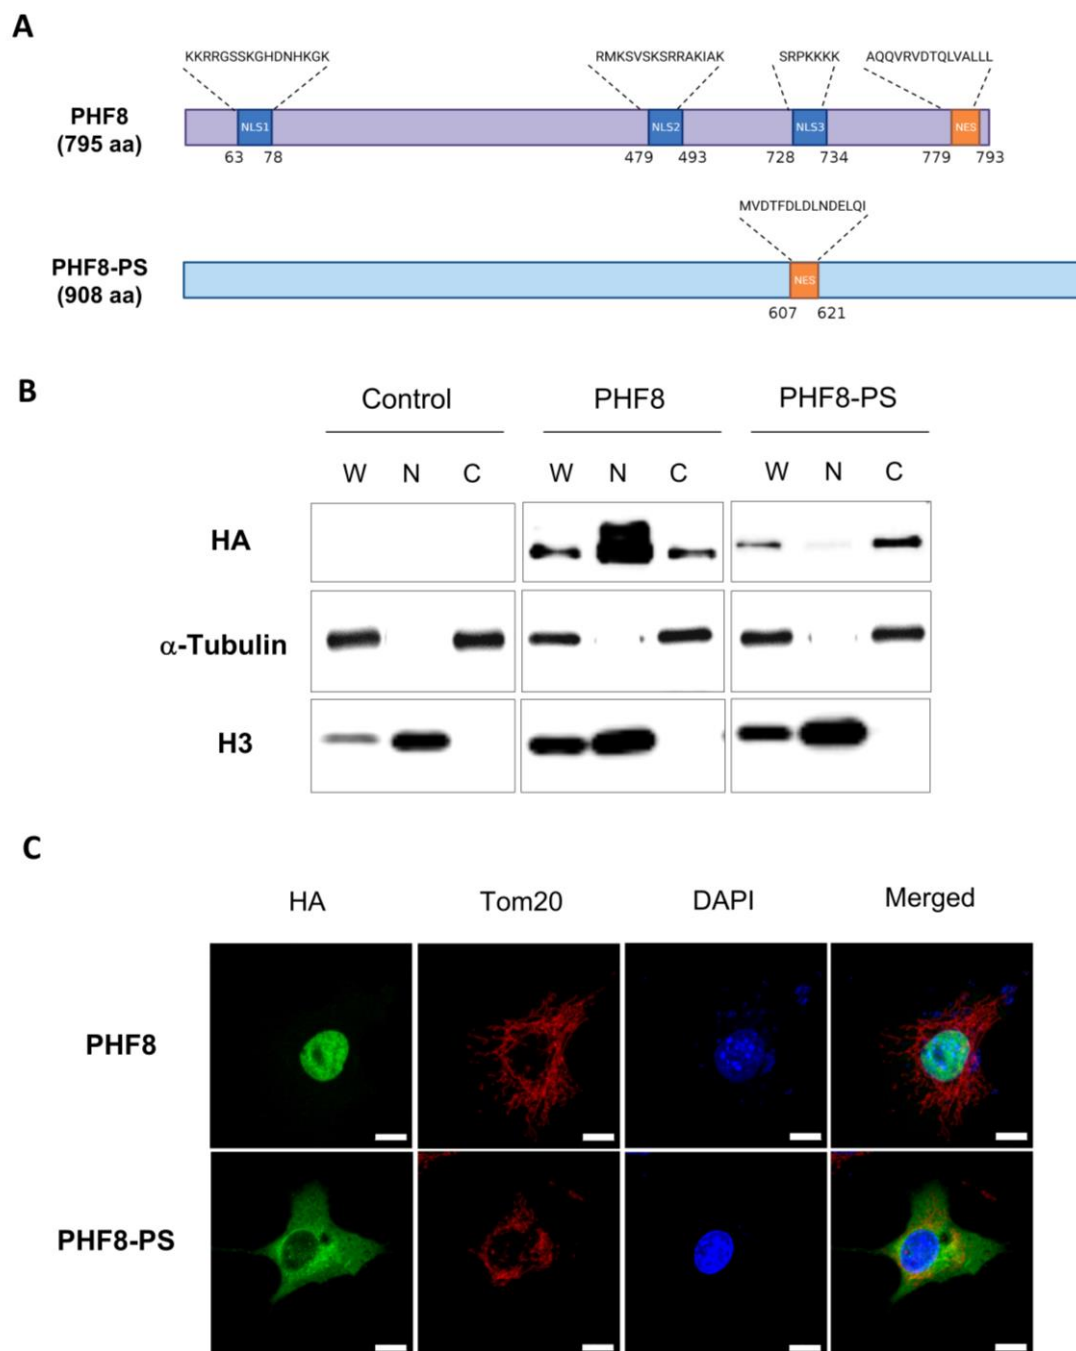 A
KKRRGSSKGHDNHKGK RMKSVSKSRRAKIAK SRPKKKK AQQVRVDTQLVALLL
PHF8
(795 aa)
NLS1 NLS2 NLS3 NES
63 78 479 493 728 734 779 793
MVDTFDLDLNDELQI
PHF8-PS
(908 aa)
NES
607 621
B
Control PHF8 PHF8-PS
W N C W N C W N C
HA
α-Tubulin
H3
C
HA Tom20 DAPI Merged
PHF8
PHF8-PS